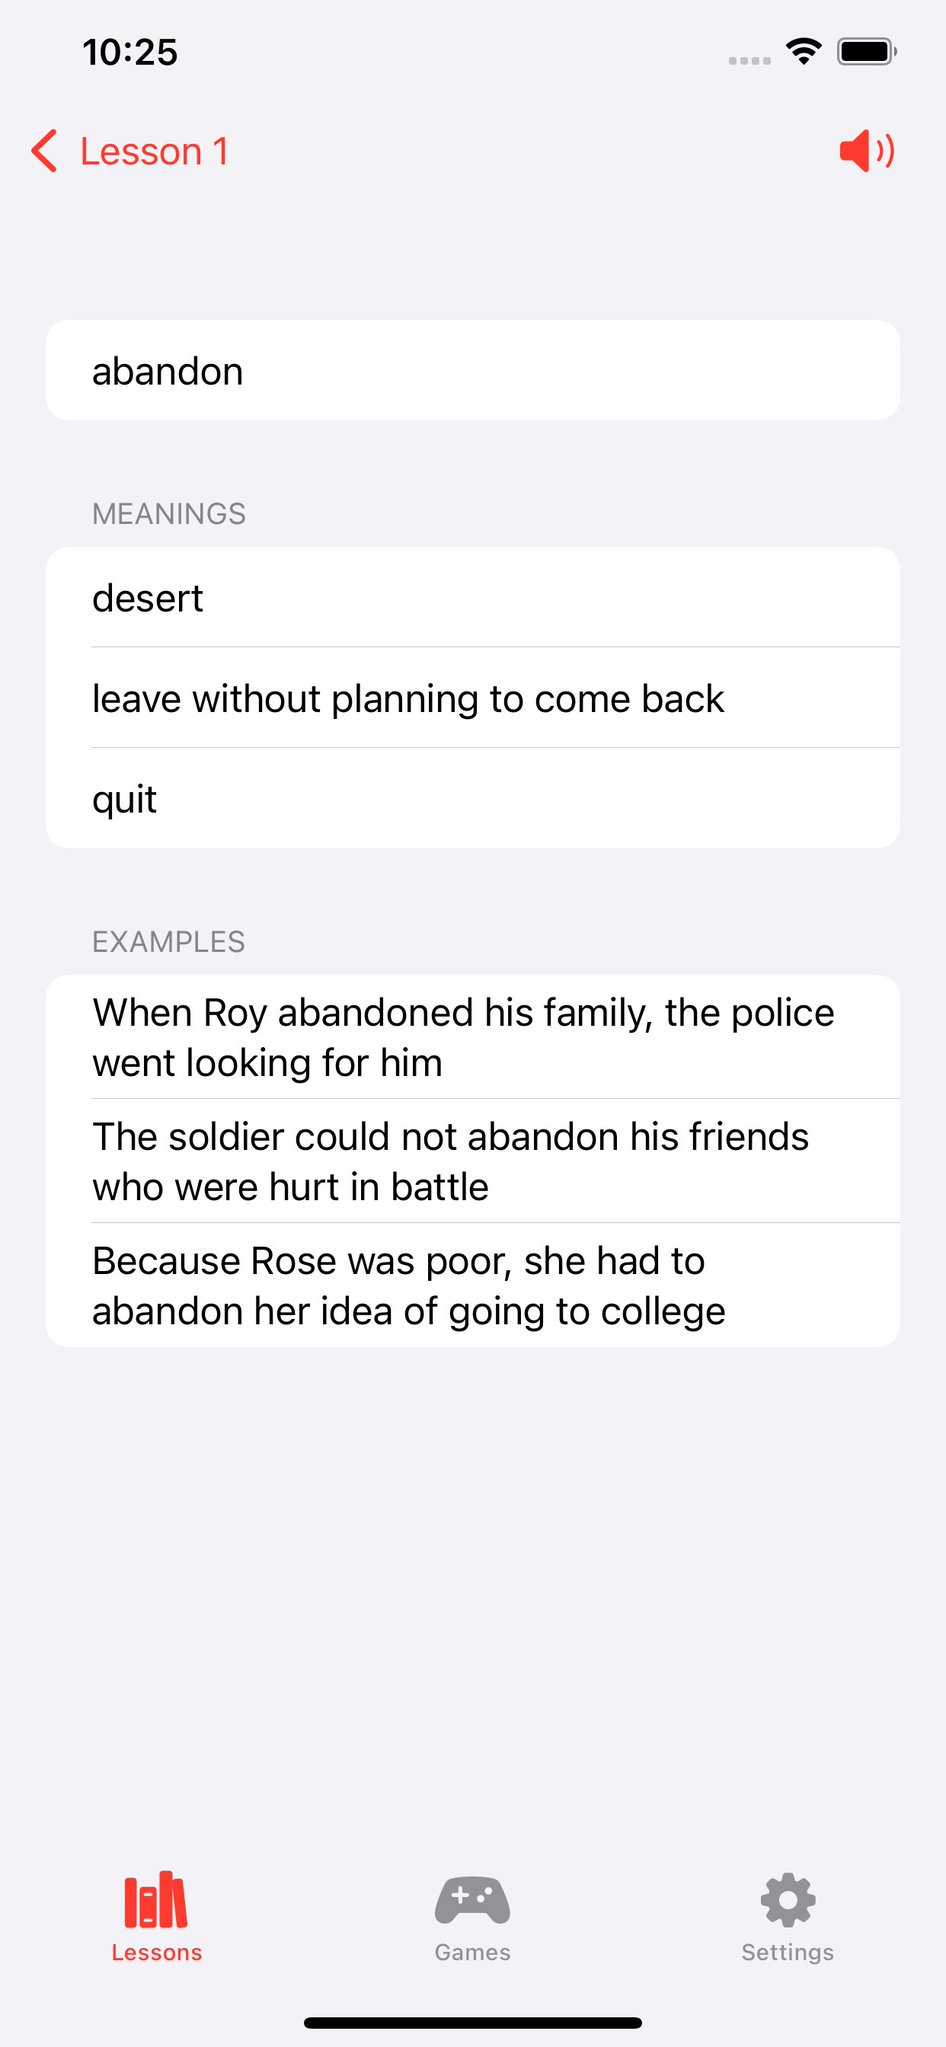 10:25
Lesson 1
abandon
MEANINGS
desert
leave without planning to come back
quit
EXAMPLES
When Roy abandoned his family, the police
went looking for him
The soldier could not abandon his friends
who were hurt in battle
Because Rose was poor, she had to
abandon her idea of going to college
Lessons
Games
Settings